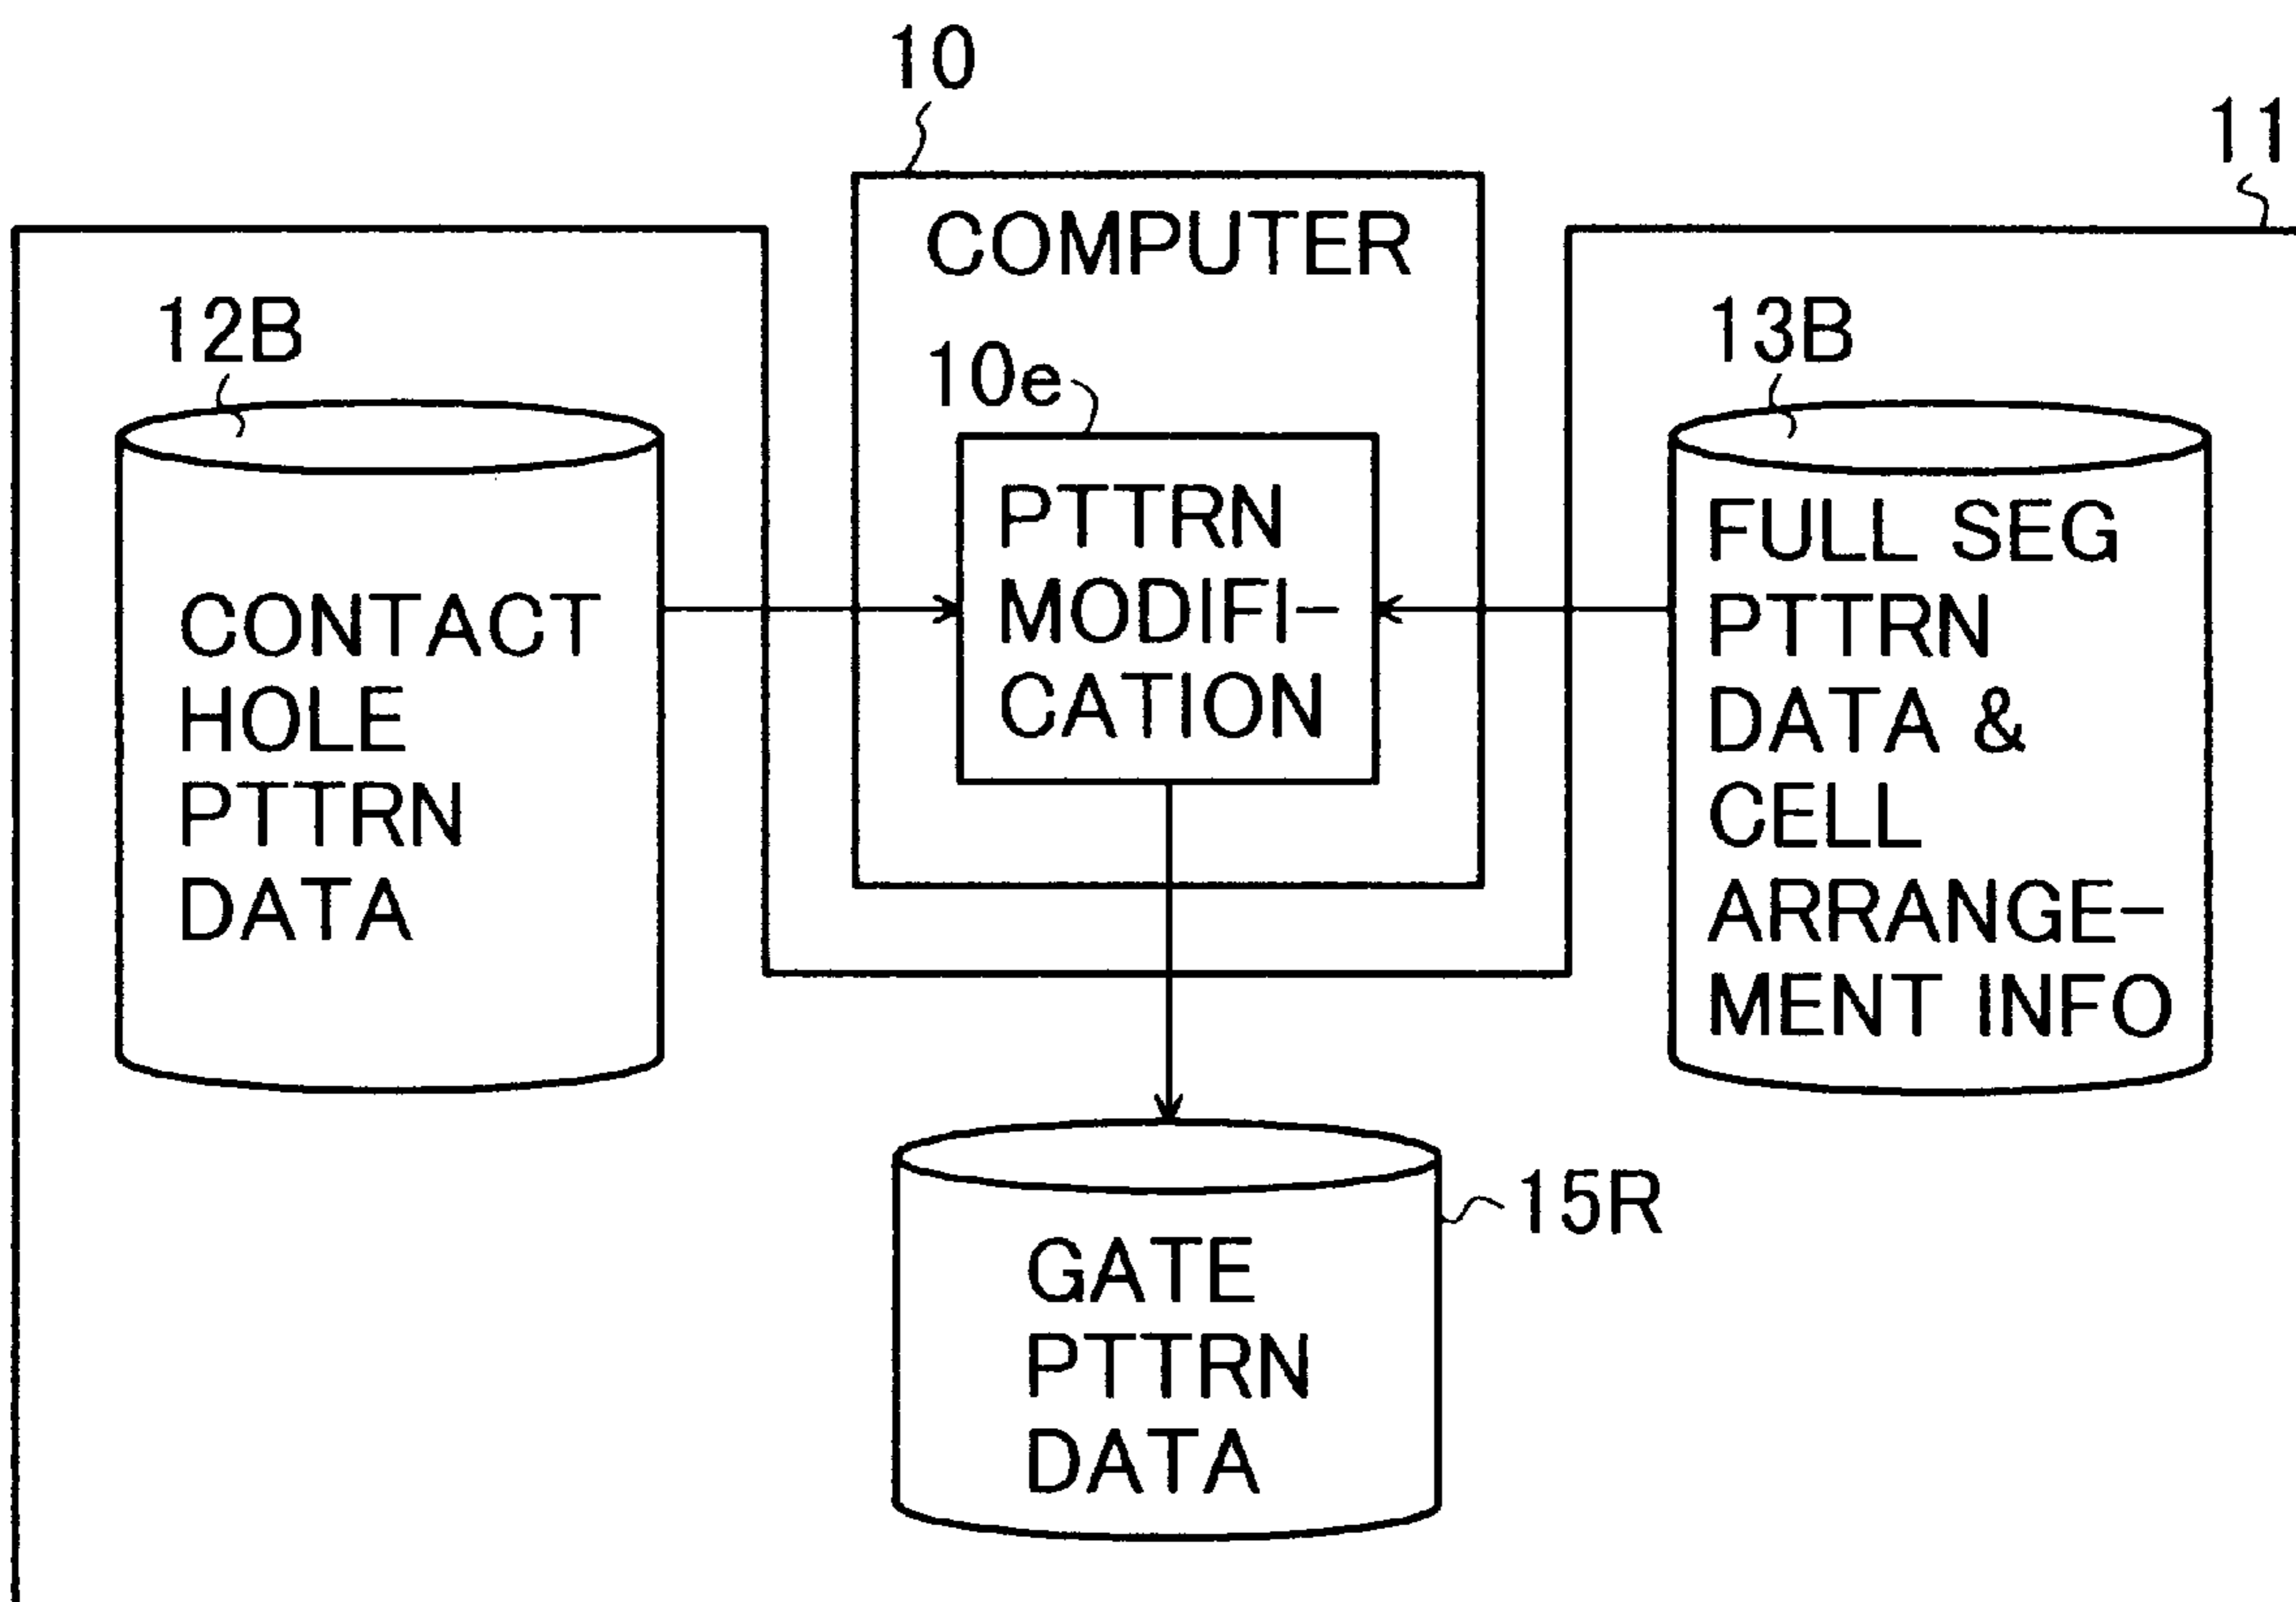 10
11
COMPUTER
12B
13B
10e
PTTRN
MODIFI-
CATION
CONTACT
HOLE
PTTRN
DATA
FULL SEG
PTTRN
DATA &
CELL
ARRANGE-
MENT INFO
15R
GATE
PTTRN
DATA